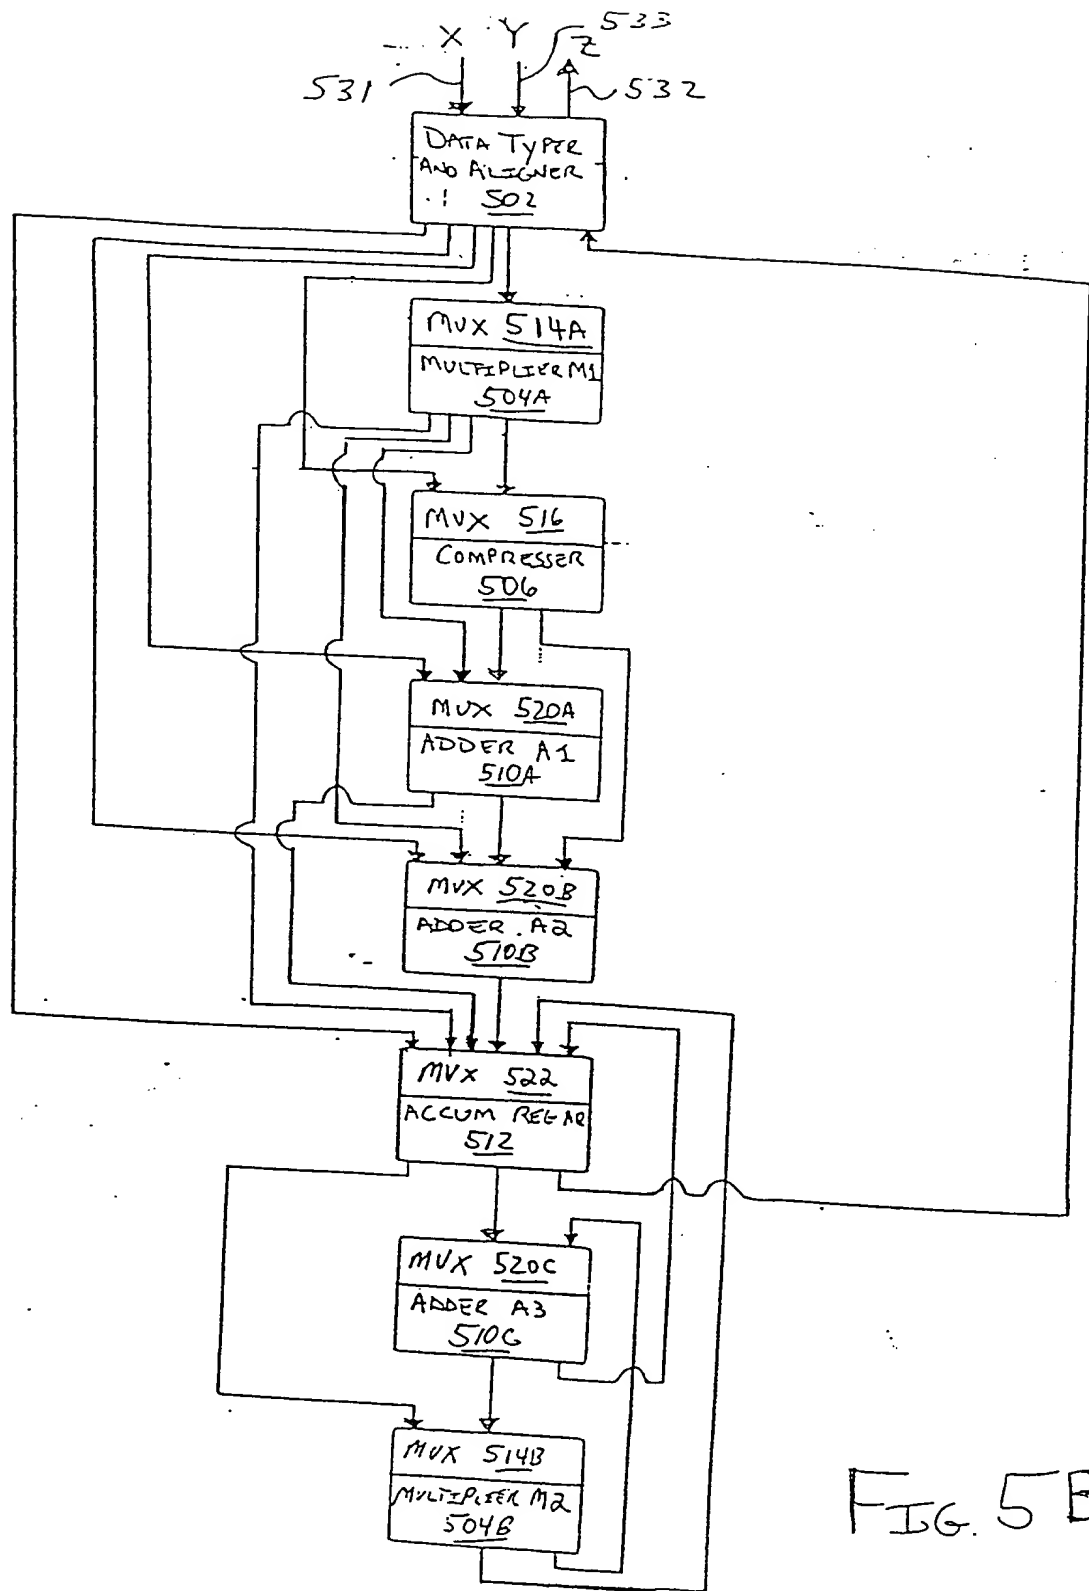 533
X Y Z
531
532
DATA TYPER
AND ALIGNER
502
MUX 514A
MULTIPLIER M1
504A
MUX 516
COMPRESSER
506
MUX 520A
ADDER A1
510A
MUX 520B
ADDER A2
510B
MUX 522
ACCUM REG AR
512
MUX 520C
ADDER A3
510C
MUX 514B
MULTIPLIER M2
504B
FIG. 5B